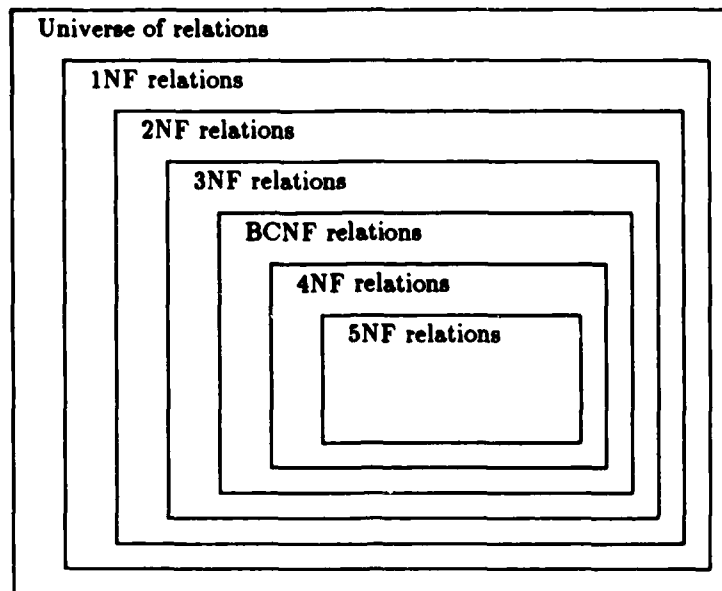 Universe of relations
1NF relations
2NF relations
3NF relations
BCNF relations
4NF relations
5NF relations